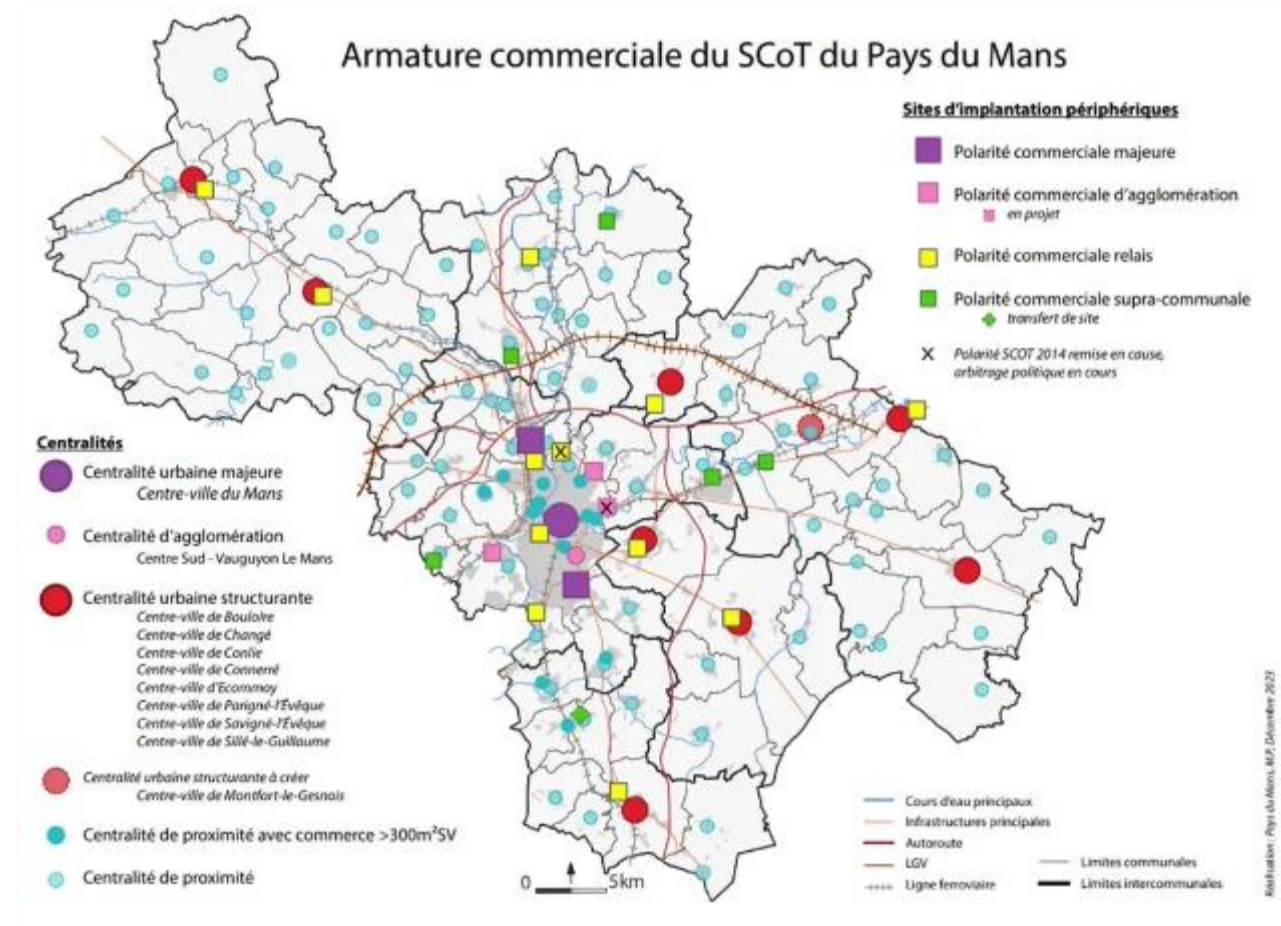 Armature commerciale du SCoT du Pays du Mans
Sites d'implantation périphériques
Polarité commerciale majeure
Polarité commerciale d'agglomération
en projet
Polarité commerciale relais
Polarité commerciale supra-communale
transfert de site
X
Polarité SCOT 2014 remise en cause,
arbitrage politique en cours
Centralités
Centralité urbaine majeure
Centre-ville du Mans
Centralité d'agglomération
Centre Sud - Vauguyon Le Mans
Centralité urbaine structurante
Centre-ville de Bouloire
Centre-ville de Changé
Centre-ville de Conlie
Centre-ville de Connerré
Centre-ville d'Ecommoy
Centre-ville de Parigné-l'Évêque
Centre-ville de Savigné-l'Évêque
Centre-ville de Sillé-le-Guillaume
Centralité urbaine structurante à créer
Centre-ville de Montfort-le-Gesnois
Centralité de proximité avec commerce >300m²SV
Centralité de proximité
0 5km
Cours d'eau principaux
Infrastructures principales
Autoroute
LGV
Ligne ferroviaire
Limites communales
Limites intercommunales
Réalisation : Pays du Mans, M.P, Décembre 2023
X
X